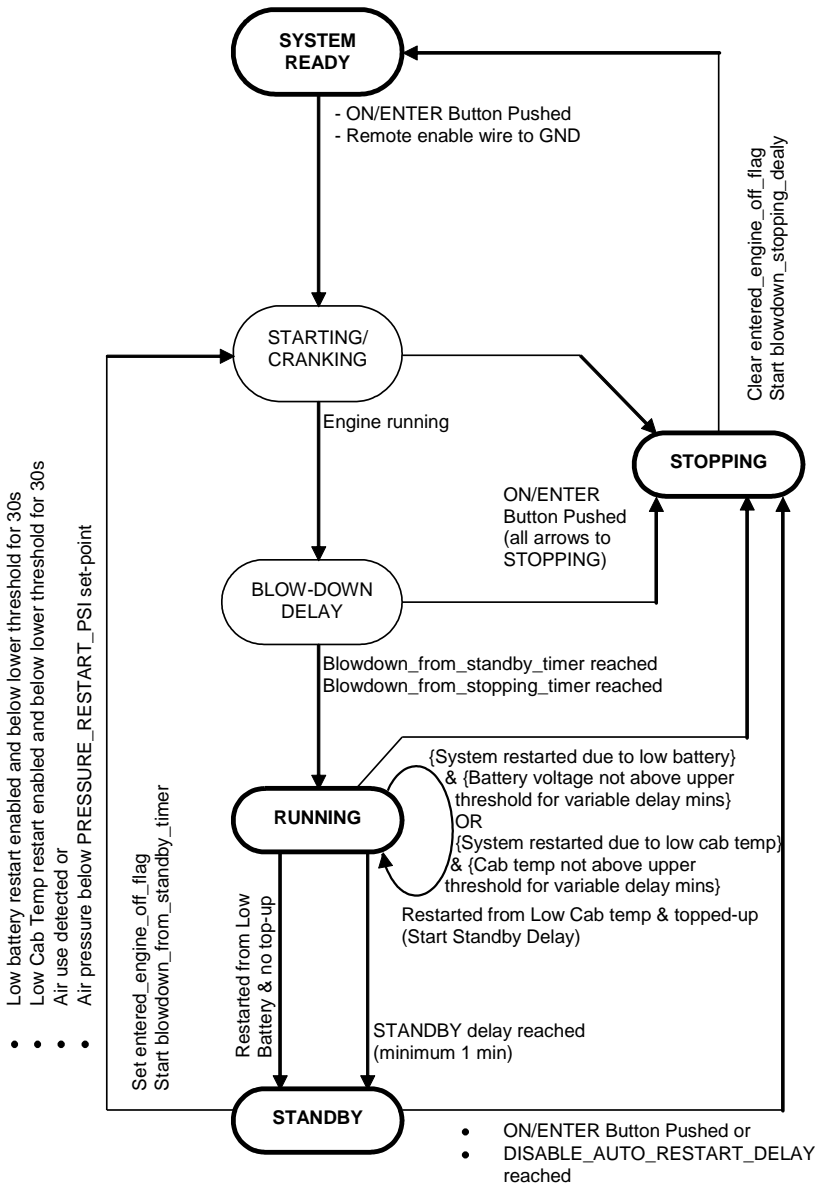 SYSTEM
READY
- ON/ENTER Button Pushed
- Remote enable wire to GND
Clear entered_engine_off_flag
Start blowdown_stopping_dealy
STARTING/
CRANKING
Engine running
STOPPING
ON/ENTER
Button Pushed
(all arrows to
STOPPING)
BLOW-DOWN
DELAY
Blowdown_from_standby_timer reached
Blowdown_from_stopping_timer reached
{System restarted due to low battery}
& {Battery voltage not above upper
threshold for variable delay mins}
OR
{System restarted due to low cab temp}
& {Cab temp not above upper
threshold for variable delay mins}
RUNNING
Restarted from Low Cab temp & topped-up
(Start Standby Delay)
Restarted from Low
Battery & no top-up
STANDBY delay reached
(minimum 1 min)
• Low battery restart enabled and below lower threshold for 30s
• Low Cab Temp restart enabled and below lower threshold for 30s
• Air use detected or
• Air pressure below PRESSURE_RESTART_PSI set-point
Set entered_engine_off_flag
Start blowdown_from_standby_timer
STANDBY
• ON/ENTER Button Pushed or
• DISABLE_AUTO_RESTART_DELAY
reached